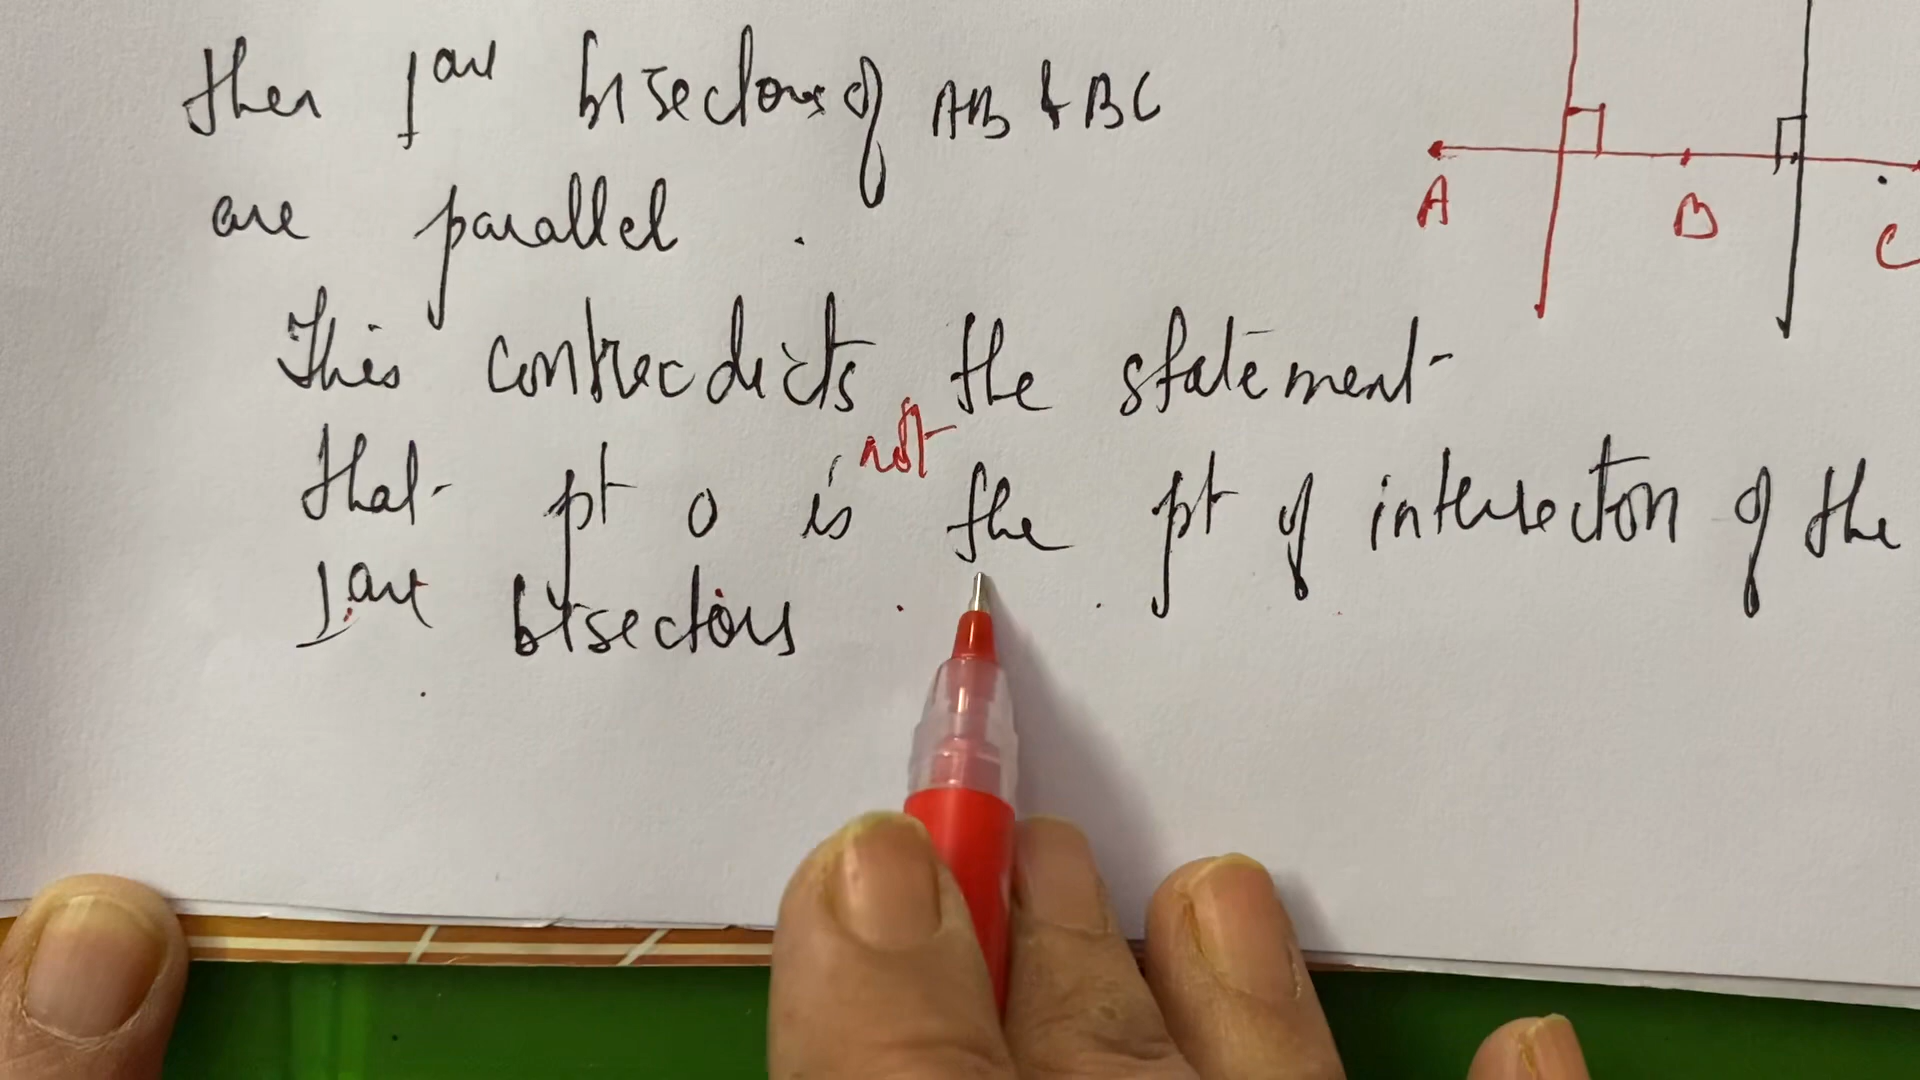 then ⊥ar bisectors of AB & BC
are parallel .
This contradicts the statement
that pt O is not the pt of intersection of the
⊥ar bisectors
A B C